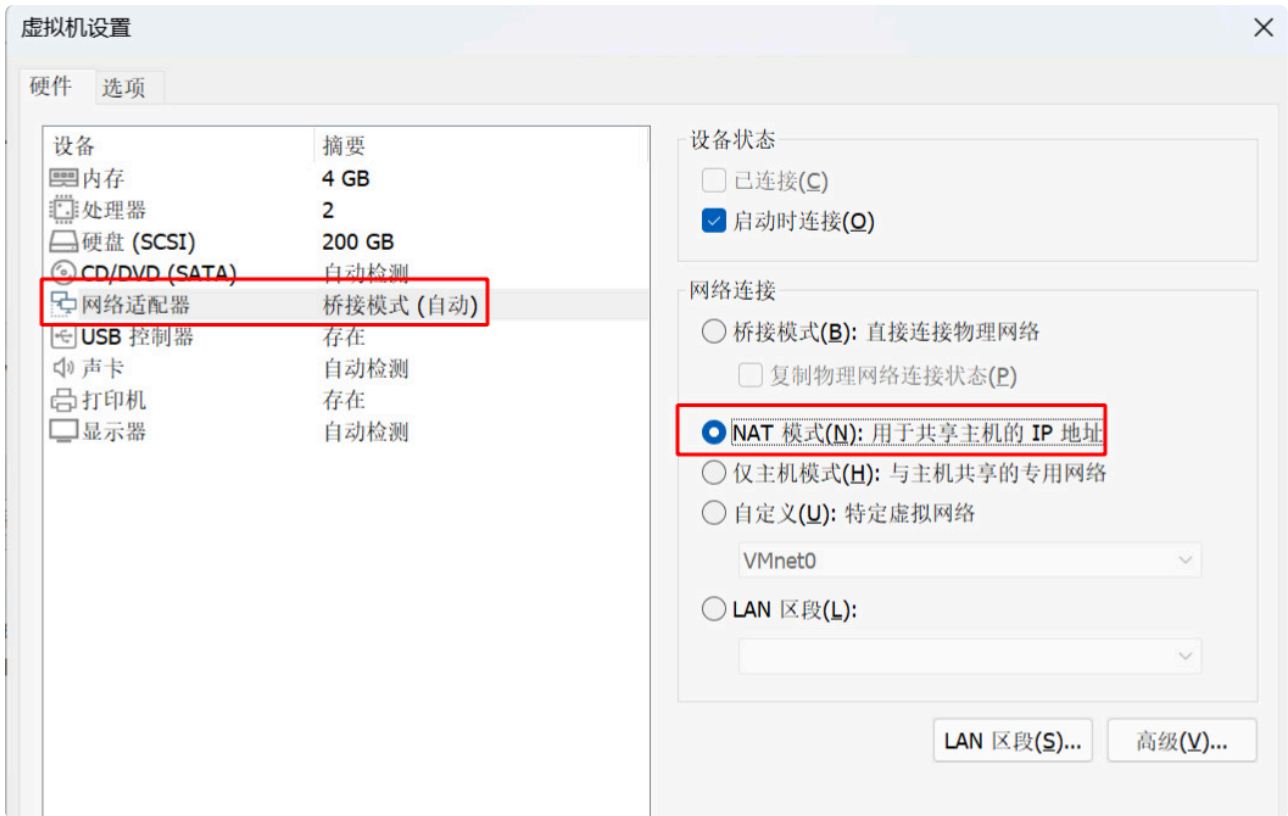 虚拟机设置
硬件 选项
设备 摘要
内存 4 GB
处理器 2
硬盘 (SCSI) 200 GB
CD/DVD (SATA) 自动检测
网络适配器 桥接模式 (自动)
USB 控制器 存在
声卡 自动检测
打印机 存在
显示器 自动检测
设备状态
已连接(C)
启动时连接(O)
网络连接
桥接模式(B): 直接连接物理网络
复制物理网络连接状态(P)
NAT 模式(N): 用于共享主机的 IP 地址
仅主机模式(H): 与主机共享的专用网络
自定义(U): 特定虚拟网络
VMnet0
LAN 区段(L):
LAN 区段(S)... 高级(V)...